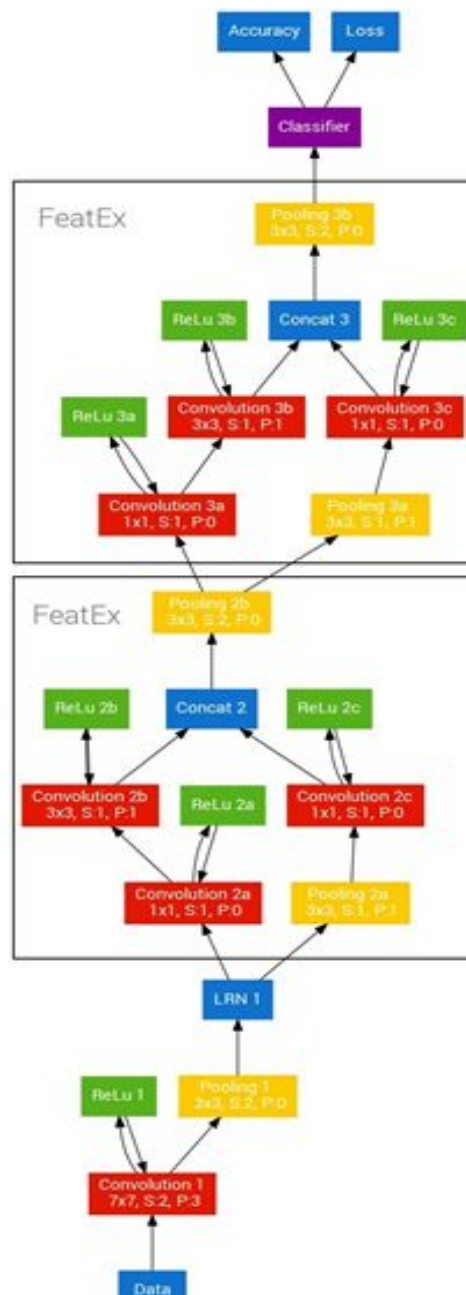 Accuracy
Loss
Classifier
FeatEx
Pooling 3b
3x3, S:2, P:0
ReLu 3b
Concat 3
ReLu 3c
ReLu 3a
Convolution 3b
3x3, S:1, P:1
Convolution 3c
1x1, S:1, P:0
Convolution 3a
1x1, S:1, P:0
Pooling 3a
3x3, S:1, P:1
FeatEx
Pooling 2b
3x3, S:2, P:0
ReLu 2b
Concat 2
ReLu 2c
Convolution 2b
3x3, S:1, P:1
ReLu 2a
Convolution 2c
1x1, S:1, P:0
Convolution 2a
1x1, S:1, P:0
Pooling 2a
3x3, S:1, P:1
LRN 1
ReLu 1
Pooling 1
3x3, S:2, P:0
Convolution 1
7x7, S:2, P:3
Data